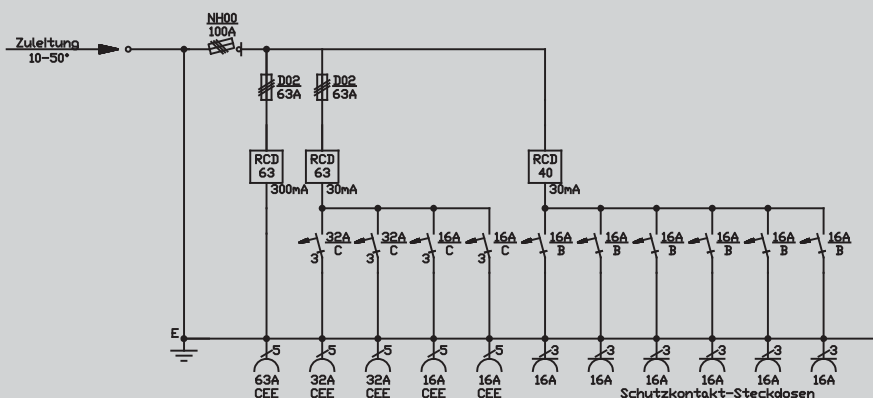 NH00
100A
Zuleitung
10-50°
D02
63A
D02
63A
RCD
63
300mA
RCD
63
30mA
RCD
40
30mA
32A
C
3
32A
C
3
16A
C
3
16A
C
3
16A
B
16A
B
16A
B
16A
B
16A
B
16A
B
E
5
5
5
5
5
3
3
3
3
3
3
63A
CEE
32A
CEE
32A
CEE
16A
CEE
16A
CEE
16A
16A
16A
16A
16A
16A
Schutzkontakt-Steckdosen